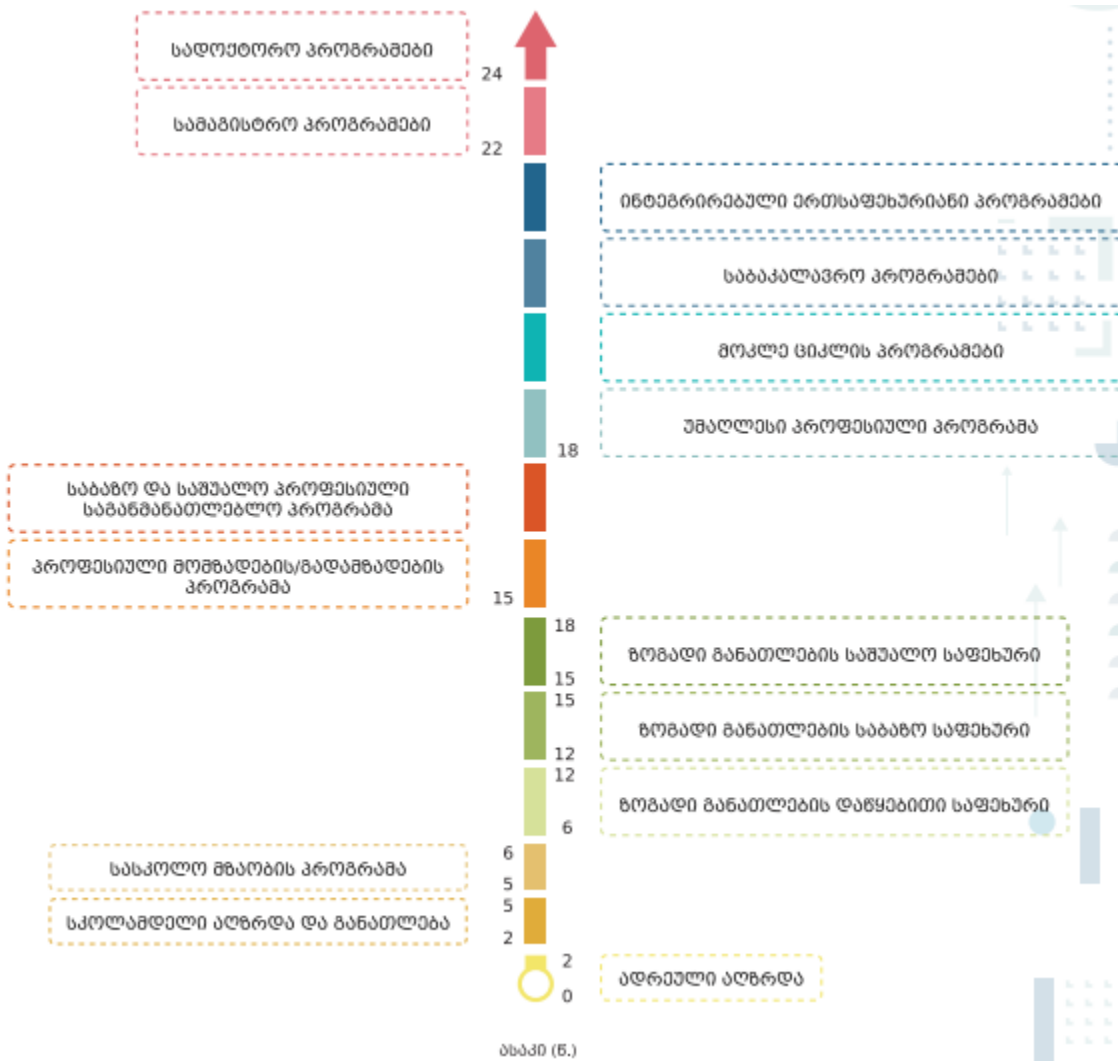 ᲡᲐᲓᲝᲥᲢᲝᲠᲝ ᲞᲠᲝᲒᲠᲐᲛᲔᲑᲘ
24
ᲡᲐᲛᲐᲒᲘᲡᲢᲠᲝ ᲞᲠᲝᲒᲠᲐᲛᲔᲑᲘ
22
ᲘᲜᲢᲔᲒᲠᲘᲠᲔᲑᲣᲚᲘ ᲔᲠᲗᲡᲐᲤᲔᲮᲣᲠᲘᲐᲜᲘ ᲞᲠᲝᲒᲠᲐᲛᲔᲑᲘ
ᲡᲐᲑᲐᲙᲐᲚᲐᲕᲠᲝ ᲞᲠᲝᲒᲠᲐᲛᲔᲑᲘ
ᲛᲝᲙᲚᲔ ᲪᲘᲙᲚᲘᲡ ᲞᲠᲝᲒᲠᲐᲛᲔᲑᲘ
ᲣᲛᲐᲦᲚᲔᲡᲘ ᲞᲠᲝᲤᲔᲡᲘᲣᲚᲘ ᲞᲠᲝᲒᲠᲐᲛᲐ
18
ᲡᲐᲑᲐᲖᲝ ᲓᲐ ᲡᲐᲨᲣᲐᲚᲝ ᲞᲠᲝᲤᲔᲡᲘᲣᲚᲘ
ᲡᲐᲒᲐᲜᲛᲐᲜᲐᲗᲚᲔᲑᲚᲝ ᲞᲠᲝᲒᲠᲐᲛᲐ
ᲞᲠᲝᲤᲔᲡᲘᲣᲚᲘ ᲛᲝᲛᲖᲐᲓᲔᲑᲘᲡ/ᲒᲐᲓᲐᲛᲖᲐᲓᲔᲑᲘᲡ
ᲞᲠᲝᲒᲠᲐᲛᲐ
15
18
ᲖᲝᲒᲐᲓᲘ ᲒᲐᲜᲐᲗᲚᲔᲑᲘᲡ ᲡᲐᲨᲣᲐᲚᲝ ᲡᲐᲤᲔᲮᲣᲠᲘ
15
15
ᲖᲝᲒᲐᲓᲘ ᲒᲐᲜᲐᲗᲚᲔᲑᲘᲡ ᲡᲐᲑᲐᲖᲝ ᲡᲐᲤᲔᲮᲣᲠᲘ
12
12
ᲖᲝᲒᲐᲓᲘ ᲒᲐᲜᲐᲗᲚᲔᲑᲘᲡ ᲓᲐᲬᲧᲔᲑᲘᲗᲘ ᲡᲐᲤᲔᲮᲣᲠᲘ
6
6
ᲡᲐᲡᲙᲝᲚᲝ ᲛᲖᲐᲝᲑᲘᲡ ᲞᲠᲝᲒᲠᲐᲛᲐ
5
5
ᲡᲙᲝᲚᲐᲛᲓᲔᲚᲘ ᲐᲦᲖᲠᲓᲐ ᲓᲐ ᲒᲐᲜᲐᲗᲚᲔᲑᲐ
2
2
ᲐᲓᲠᲔᲣᲚᲘ ᲐᲦᲖᲠᲓᲐ
0
ᲐᲡᲐᲙᲘ (Წ.)